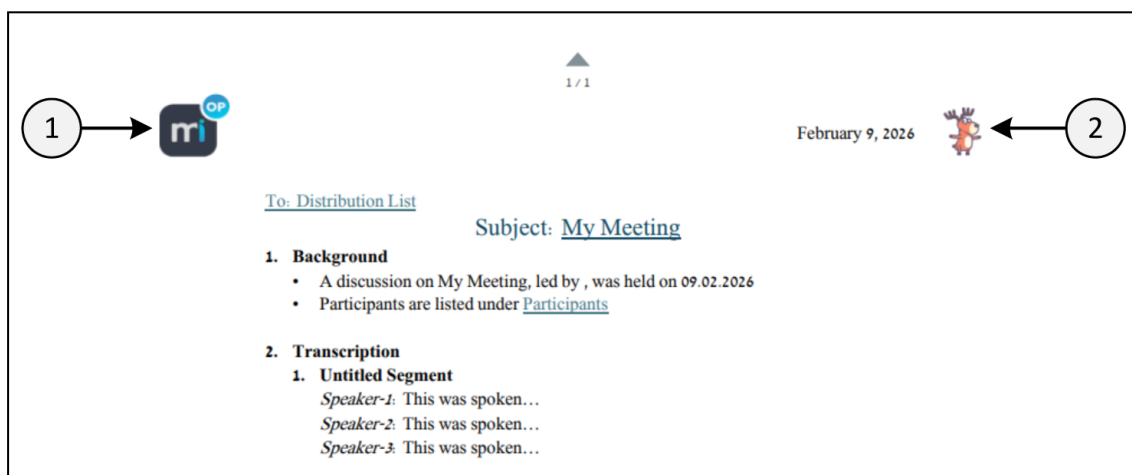 1/1
1
mi
OP
February 9, 2026
2
To: Distribution List
Subject: My Meeting
1. Background
• A discussion on My Meeting, led by , was held on 09.02.2026
• Participants are listed under Participants
2. Transcription
1. Untitled Segment
Speaker-1: This was spoken…
Speaker-2: This was spoken…
Speaker-3: This was spoken…